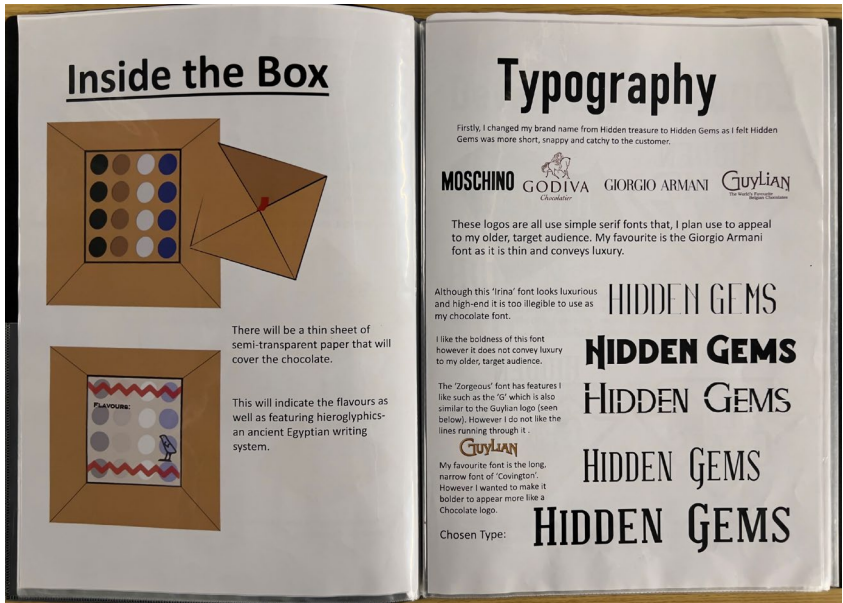 Inside the Box
There will be a thin sheet of
semi-transparent paper that will
cover the chocolate.
This will indicate the flavours as
well as featuring hieroglyphics-
an ancient Egyptian writing
system.
FLAVOURS:
Typography
Firstly, I changed my brand name from Hidden treasure to Hidden Gems as I felt Hidden
Gems was more short, snappy and catchy to the customer.
MOSCHINO
GODIVA
Chocolatier
GIORGIO ARMANI
GUYLIAN
The World's Favourite
Belgian Chocolates
These logos are all use simple serif fonts that, I plan use to appeal
to my older, target audience. My favourite is the Giorgio Armani
font as it is thin and conveys luxury.
Although this 'Irina' font looks luxurious
and high-end it is too illegible to use as
my chocolate font.
HIDDEN GEMS
I like the boldness of this font
however it does not convey luxury
to my older, target audience.
HIDDEN GEMS
The 'Zorgeous' font has features I
like such as the 'G' which is also
similar to the Guylian logo (seen
below). However I do not like the
lines running through it .
HIDDEN GEMS
GUYLIAN
My favourite font is the long,
narrow font of 'Covington'.
However I wanted to make it
bolder to appear more like a
Chocolate logo.
HIDDEN GEMS
Chosen Type:
HIDDEN GEMS